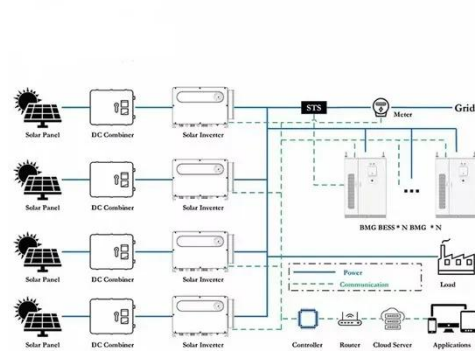 STS
Meter
Grid
Solar Panel
DC Combiner
Solar Inverter
Solar Panel
DC Combiner
Solar Inverter
BMG BESS * N BMG * N
Solar Panel
DC Combiner
Solar Inverter
Power
Communication
Load
Solar Panel
DC Combiner
Solar Inverter
Controller
Router
Cloud Server
Applications